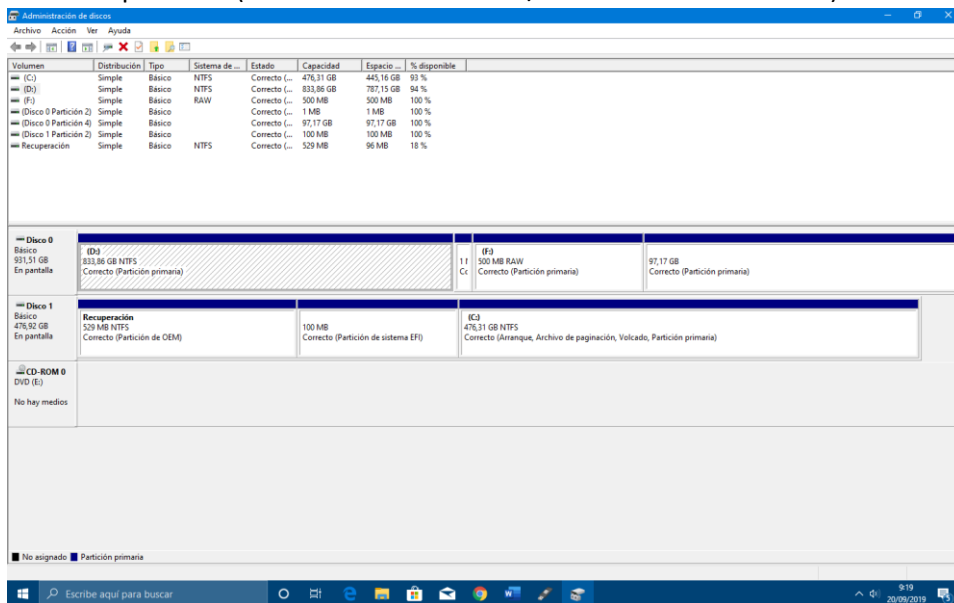 Administración de discos
Archivo Acción Ver Ayuda
Volumen Distribución Tipo Sistema de ... Estado Capacidad Espacio ... % disponible
(C:) Simple Básico NTFS Correcto (... 476,31 GB 445,16 GB 93 %
(D:) Simple Básico NTFS Correcto (... 833,86 GB 787,15 GB 94 %
(F:) Simple Básico RAW Correcto (... 500 MB 500 MB 100 %
(Disco 0 Partición 2) Simple Básico Correcto (... 1 MB 1 MB 100 %
(Disco 0 Partición 4) Simple Básico Correcto (... 97,17 GB 97,17 GB 100 %
(Disco 1 Partición 2) Simple Básico Correcto (... 100 MB 100 MB 100 %
Recuperación Simple Básico NTFS Correcto (... 529 MB 96 MB 18 %
Disco 0
Básico
931,51 GB
En pantalla
(D:)
833,86 GB NTFS
Correcto (Partición primaria)
1 M
Cc
(F:)
500 MB RAW
Correcto (Partición primaria)
97,17 GB
Correcto (Partición primaria)
Disco 1
Básico
476,92 GB
En pantalla
Recuperación
529 MB NTFS
Correcto (Partición de OEM)
100 MB
Correcto (Partición de sistema EFI)
(C:)
476,31 GB NTFS
Correcto (Arranque, Archivo de paginación, Volcado, Partición primaria)
CD-ROM 0
DVD (E:)
No hay medios
No asignado Partición primaria
Escribe aquí para buscar
9:19
20/09/2019